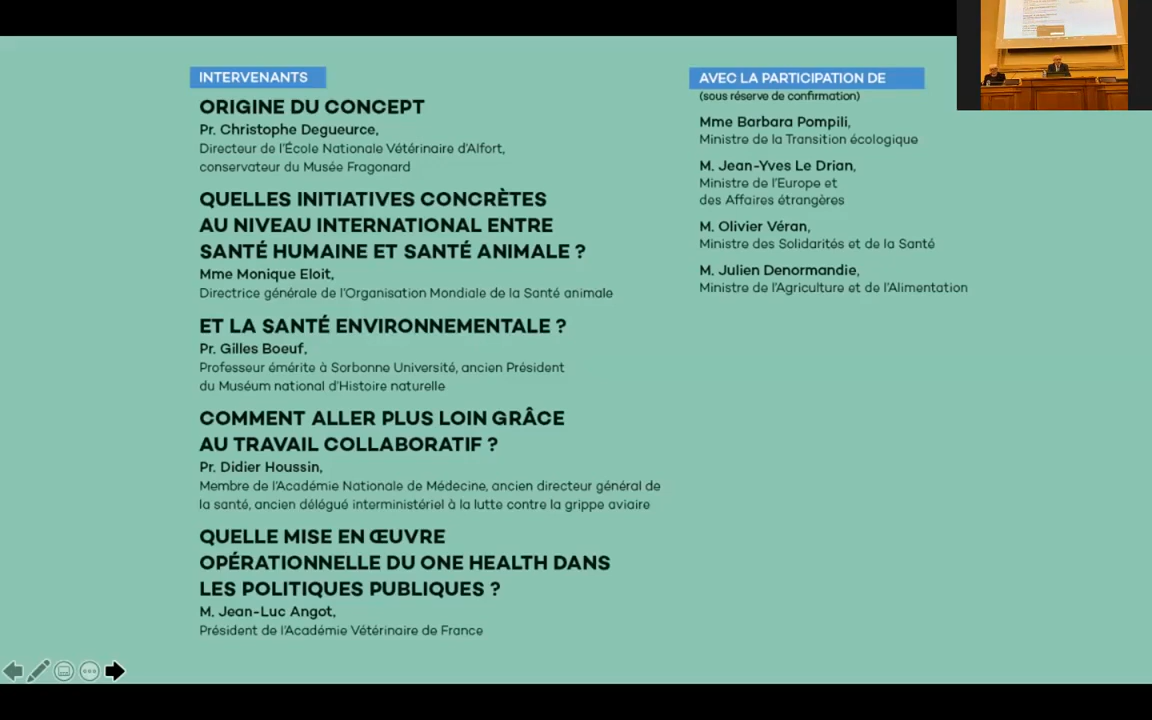 INTERVENANTS
ORIGINE DU CONCEPT
Pr. Christophe Degueurce,
Directeur de l'École Nationale Vétérinaire d'Alfort,
conservateur du Musée Fragonard
QUELLES INITIATIVES CONCRÈTES
AU NIVEAU INTERNATIONAL ENTRE
SANTÉ HUMAINE ET SANTÉ ANIMALE ?
Mme Monique Eloit,
Directrice générale de l'Organisation Mondiale de la Santé animale
ET LA SANTÉ ENVIRONNEMENTALE ?
Pr. Gilles Boeuf,
Professeur émérite à Sorbonne Université, ancien Président
du Muséum national d'Histoire naturelle
COMMENT ALLER PLUS LOIN GRÂCE
AU TRAVAIL COLLABORATIF ?
Pr. Didier Houssin,
Membre de l'Académie Nationale de Médecine, ancien directeur général de
la santé, ancien délégué interministériel à la lutte contre la grippe aviaire
QUELLE MISE EN ŒUVRE
OPÉRATIONNELLE DU ONE HEALTH DANS
LES POLITIQUES PUBLIQUES ?
M. Jean-Luc Angot,
Président de l'Académie Vétérinaire de France
AVEC LA PARTICIPATION DE
(sous réserve de confirmation)
Mme Barbara Pompili,
Ministre de la Transition écologique
M. Jean-Yves Le Drian,
Ministre de l'Europe et
des Affaires étrangères
M. Olivier Véran,
Ministre des Solidarités et de la Santé
M. Julien Denormandie,
Ministre de l'Agriculture et de l'Alimentation